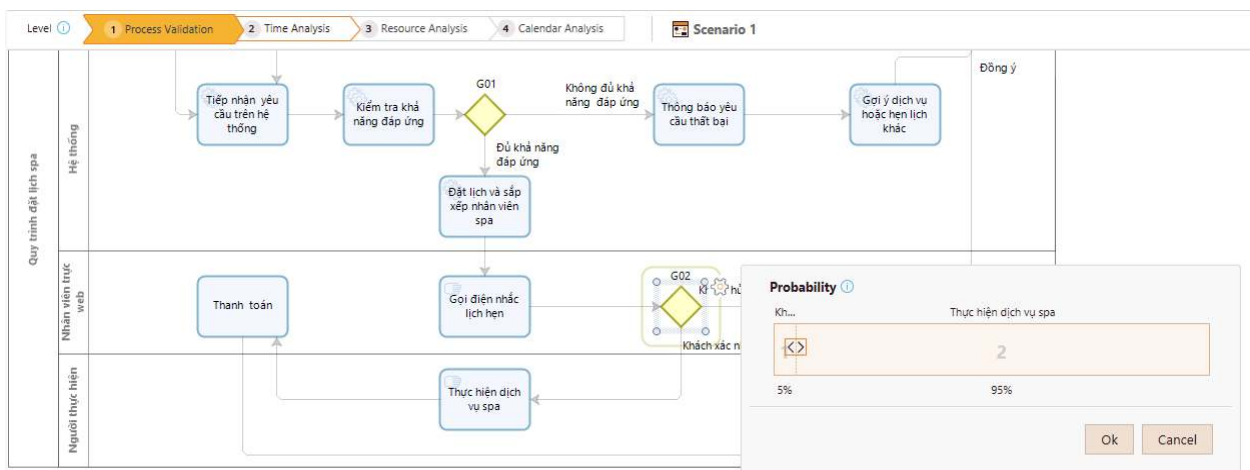 Level
1 Process Validation
2 Time Analysis
3 Resource Analysis
4 Calendar Analysis
Scenario 1
Quy trình đặt lịch spa
Hệ thống
Tiếp nhận yêu
cầu trên hệ
thống
Kiểm tra khả
năng đáp ứng
G01
Không đủ khả
năng đáp ứng
Thông báo yêu
cầu thất bại
Gợi ý dịch vụ
hoặc hẹn lịch
khác
Đồng ý
Đủ khả năng
đáp ứng
Đặt lịch và sắp
xếp nhân viên
spa
Nhân viên trực
web
Thanh toán
Gọi điện nhắc
lịch hẹn
G02
Khách xác
Người thực hiện
Thực hiện dịch
vụ spa
Probability
Kh...
Thực hiện dịch vụ spa
2
5%
95%
Ok
Cancel